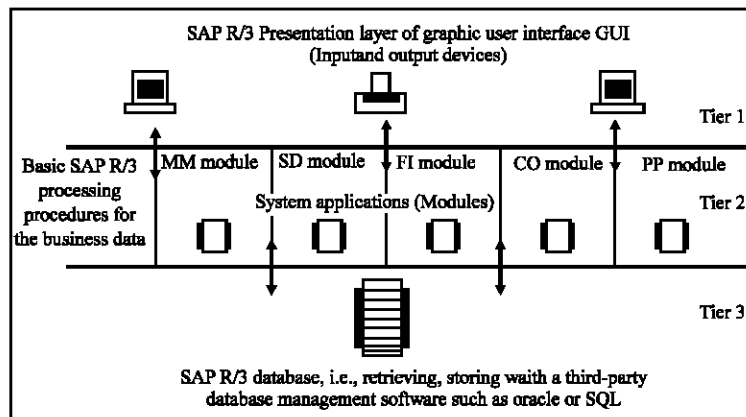 SAP R/3 Presentation layer of graphic user interface GUI
(Inputand output devices)
Tier 1
Basic SAP R/3
processing
procedures for
the business data
MM module
SD module
FI module
CO module
PP module
System applications (Modules)
Tier 2
Tier 3
SAP R/3 database, i.e., retrieving, storing waith a third-party
database management software such as oracle or SQL